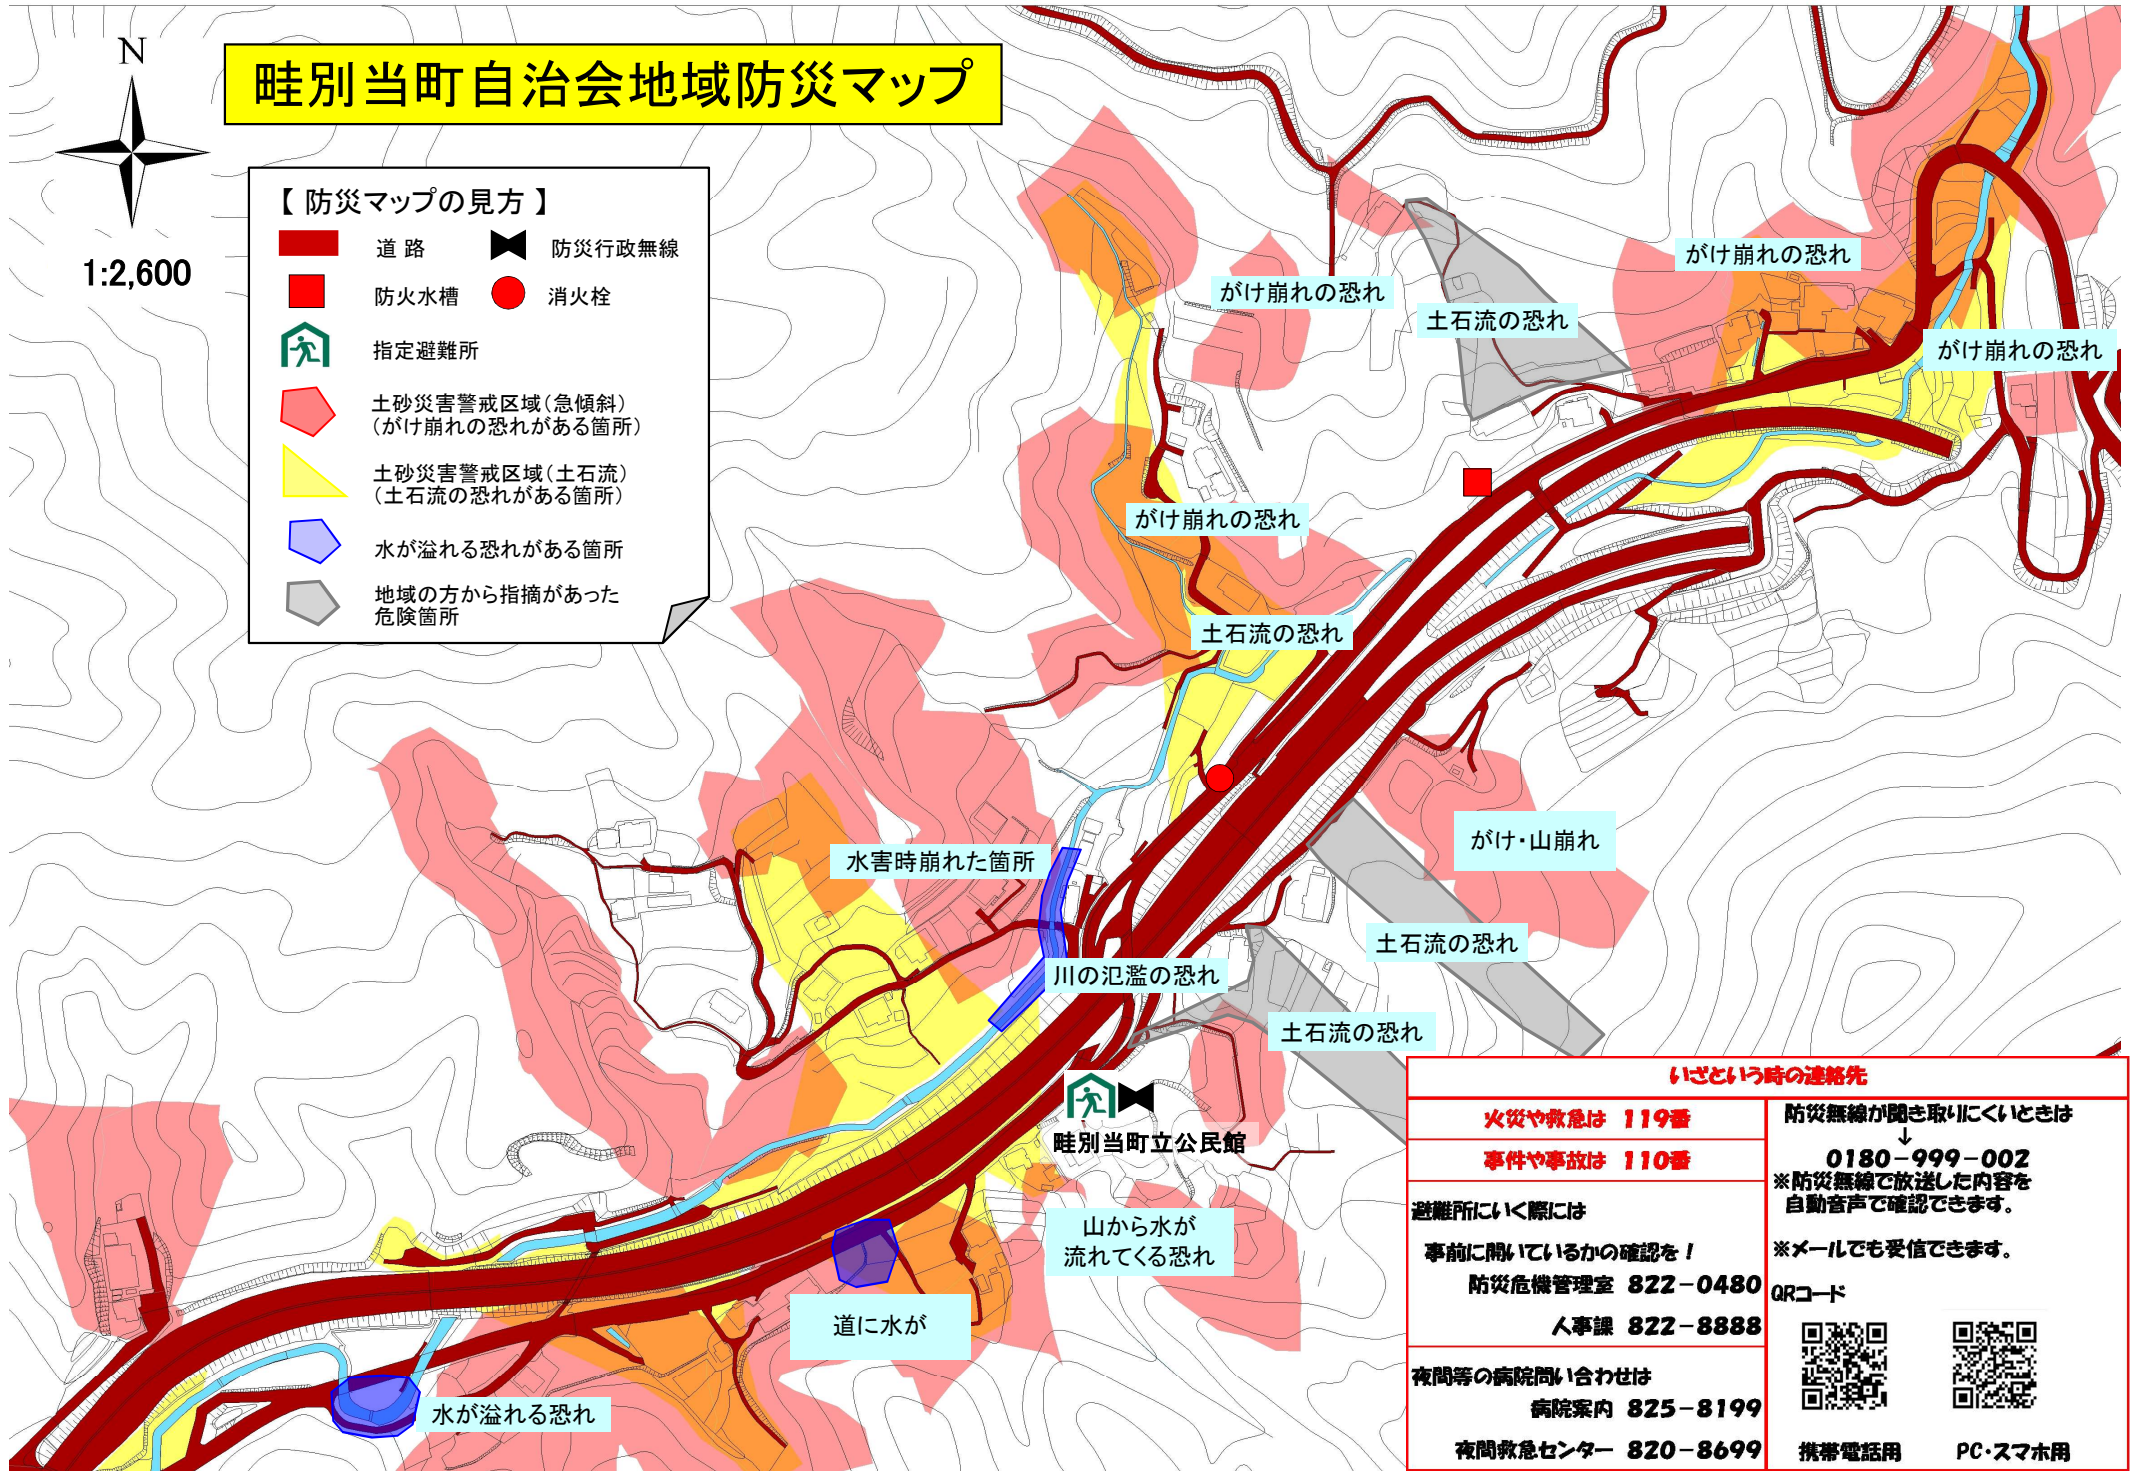 N
1:2,600
畦別当町自治会地域防災マップ
【 防災マップの見方 】
道 路
防災行政無線
防火水槽
消火栓
指定避難所
土砂災害警戒区域(急傾斜)
(がけ崩れの恐れがある箇所)
土砂災害警戒区域(土石流)
(土石流の恐れがある箇所)
水が溢れる恐れがある箇所
地域の方から指摘があった
危険箇所
がけ崩れの恐れ
がけ崩れの恐れ
土石流の恐れ
がけ崩れの恐れ
がけ崩れの恐れ
土石流の恐れ
がけ・山崩れ
水害時崩れた箇所
土石流の恐れ
川の氾濫の恐れ
土石流の恐れ
畦別当町立公民館
山から水が
流れてくる恐れ
道に水が
水が溢れる恐れ
いざという時の連絡先
火災や救急は 119番
事件や事故は 110番
避難所にいく際には
事前に開いているかの確認を!
防災危機管理室 822-0480
人事課 822-8888
夜間等の病院問い合わせは
病院案内 825-8199
夜間救急センター 820-8699
防災無線が聞き取りにくいときは
↓
0180-999-002
※防災無線で放送した内容を
自動音声で確認できます。
※メールでも受信できます。
QRコード
携帯電話用
PC・スマホ用